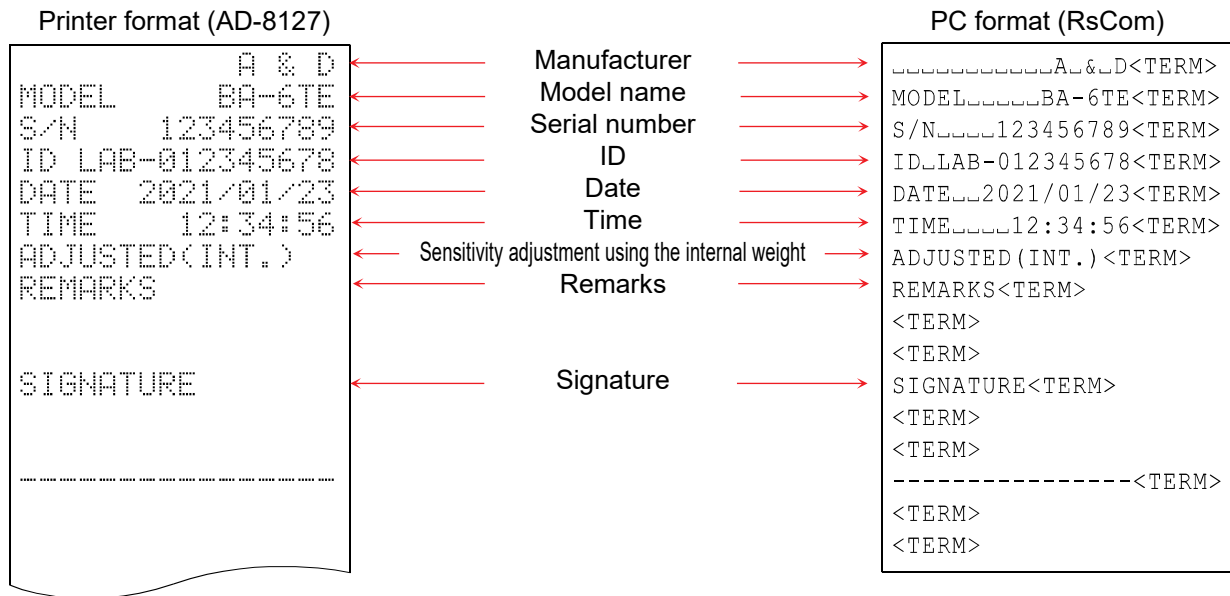 Printer format (AD-8127)
PC format (RsCom)
A & D
MODEL BA-6TE
S/N 123456789
ID LAB-012345678
DATE 2021/01/23
TIME 12:34:56
ADJUSTED(INT.)
REMARKS
SIGNATURE
----------------
Manufacturer
Model name
Serial number
ID
Date
Time
Sensitivity adjustment using the internal weight
Remarks
Signature
␣␣␣␣␣␣␣␣␣␣␣A␣&␣D<TERM>
MODEL␣␣␣␣␣BA-6TE<TERM>
S/N␣␣␣␣123456789<TERM>
ID␣LAB-012345678<TERM>
DATE␣␣2021/01/23<TERM>
TIME␣␣␣␣12:34:56<TERM>
ADJUSTED(INT.)<TERM>
REMARKS<TERM>
<TERM>
<TERM>
SIGNATURE<TERM>
<TERM>
<TERM>
----------------<TERM>
<TERM>
<TERM>